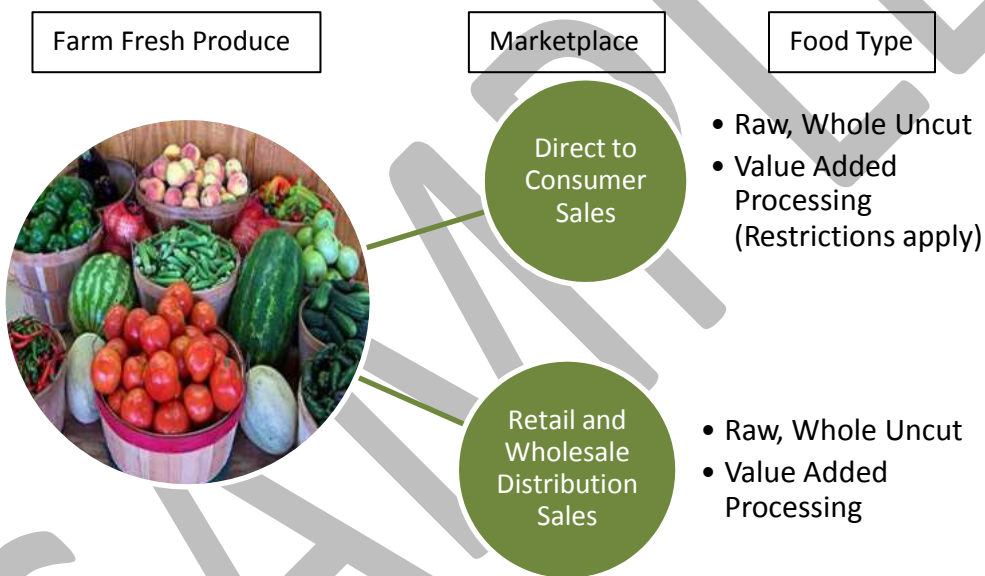 Farm Fresh Produce
Marketplace
Food Type
Direct to
Consumer
Sales
• Raw, Whole Uncut
• Value Added
Processing
(Restrictions apply)
Retail and
Wholesale
Distribution
Sales
• Raw, Whole Uncut
• Value Added
Processing
SAMPLE